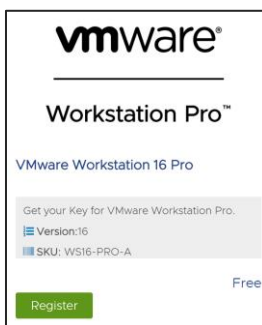 vmware®
Workstation Pro™
VMware Workstation 16 Pro
Get your Key for VMware Workstation Pro.
Version:16
SKU: WS16-PRO-A
Free
Register